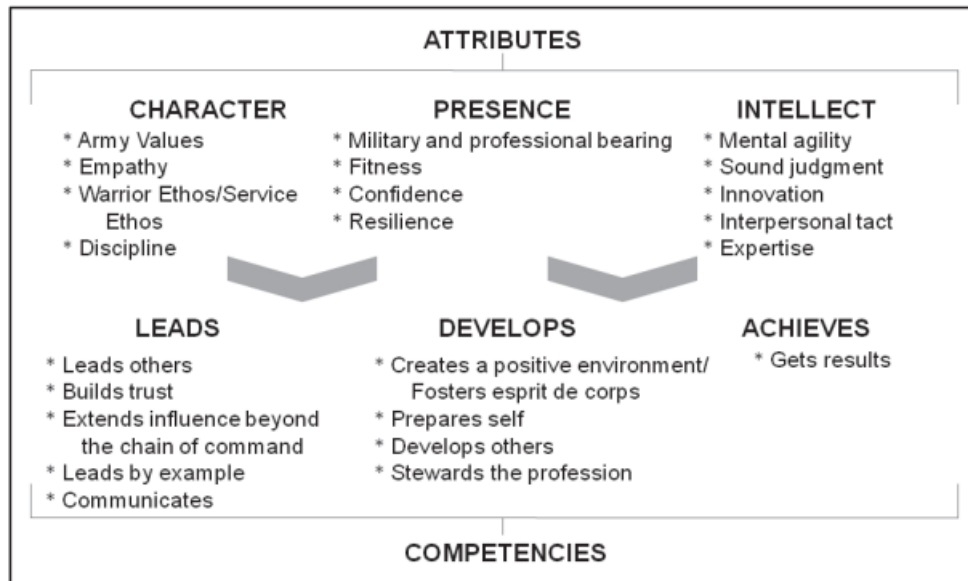 ATTRIBUTES
CHARACTER
* Army Values
* Empathy
* Warrior Ethos/Service
Ethos
* Discipline
PRESENCE
* Military and professional bearing
* Fitness
* Confidence
* Resilience
INTELLECT
* Mental agility
* Sound judgment
* Innovation
* Interpersonal tact
* Expertise
LEADS
* Leads others
* Builds trust
* Extends influence beyond
the chain of command
* Leads by example
* Communicates
DEVELOPS
* Creates a positive environment/
Fosters esprit de corps
* Prepares self
* Develops others
* Stewards the profession
ACHIEVES
* Gets results
COMPETENCIES